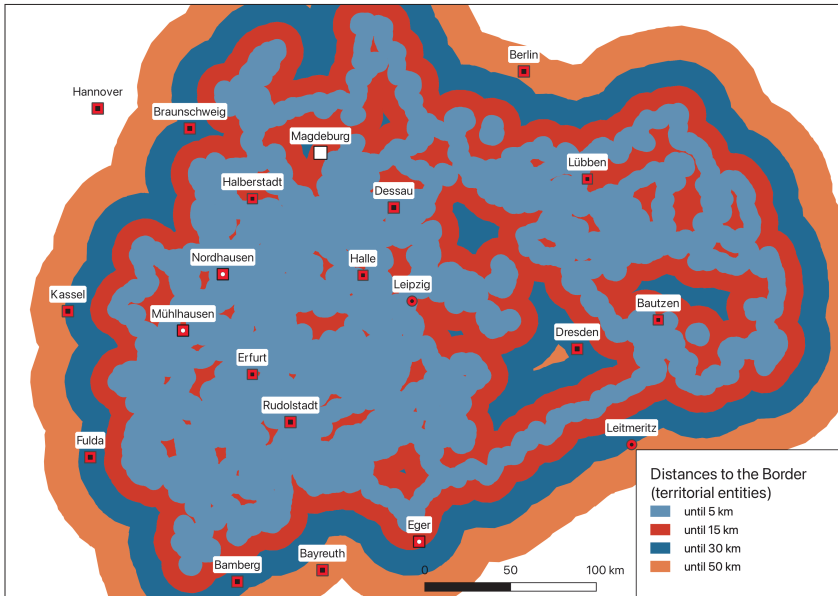 Berlin
Hannover
Braunschweig
Magdeburg
Lübben
Halberstadt
Dessau
Nordhausen
Halle
Leipzig
Kassel
Mühlhausen
Bautzen
Dresden
Erfurt
Rudolstadt
Leitmeritz
Fulda
Eger
Bayreuth
Bamberg
0 50 100 km
Distances to the Border
(territorial entities)
until 5 km
until 15 km
until 30 km
until 50 km